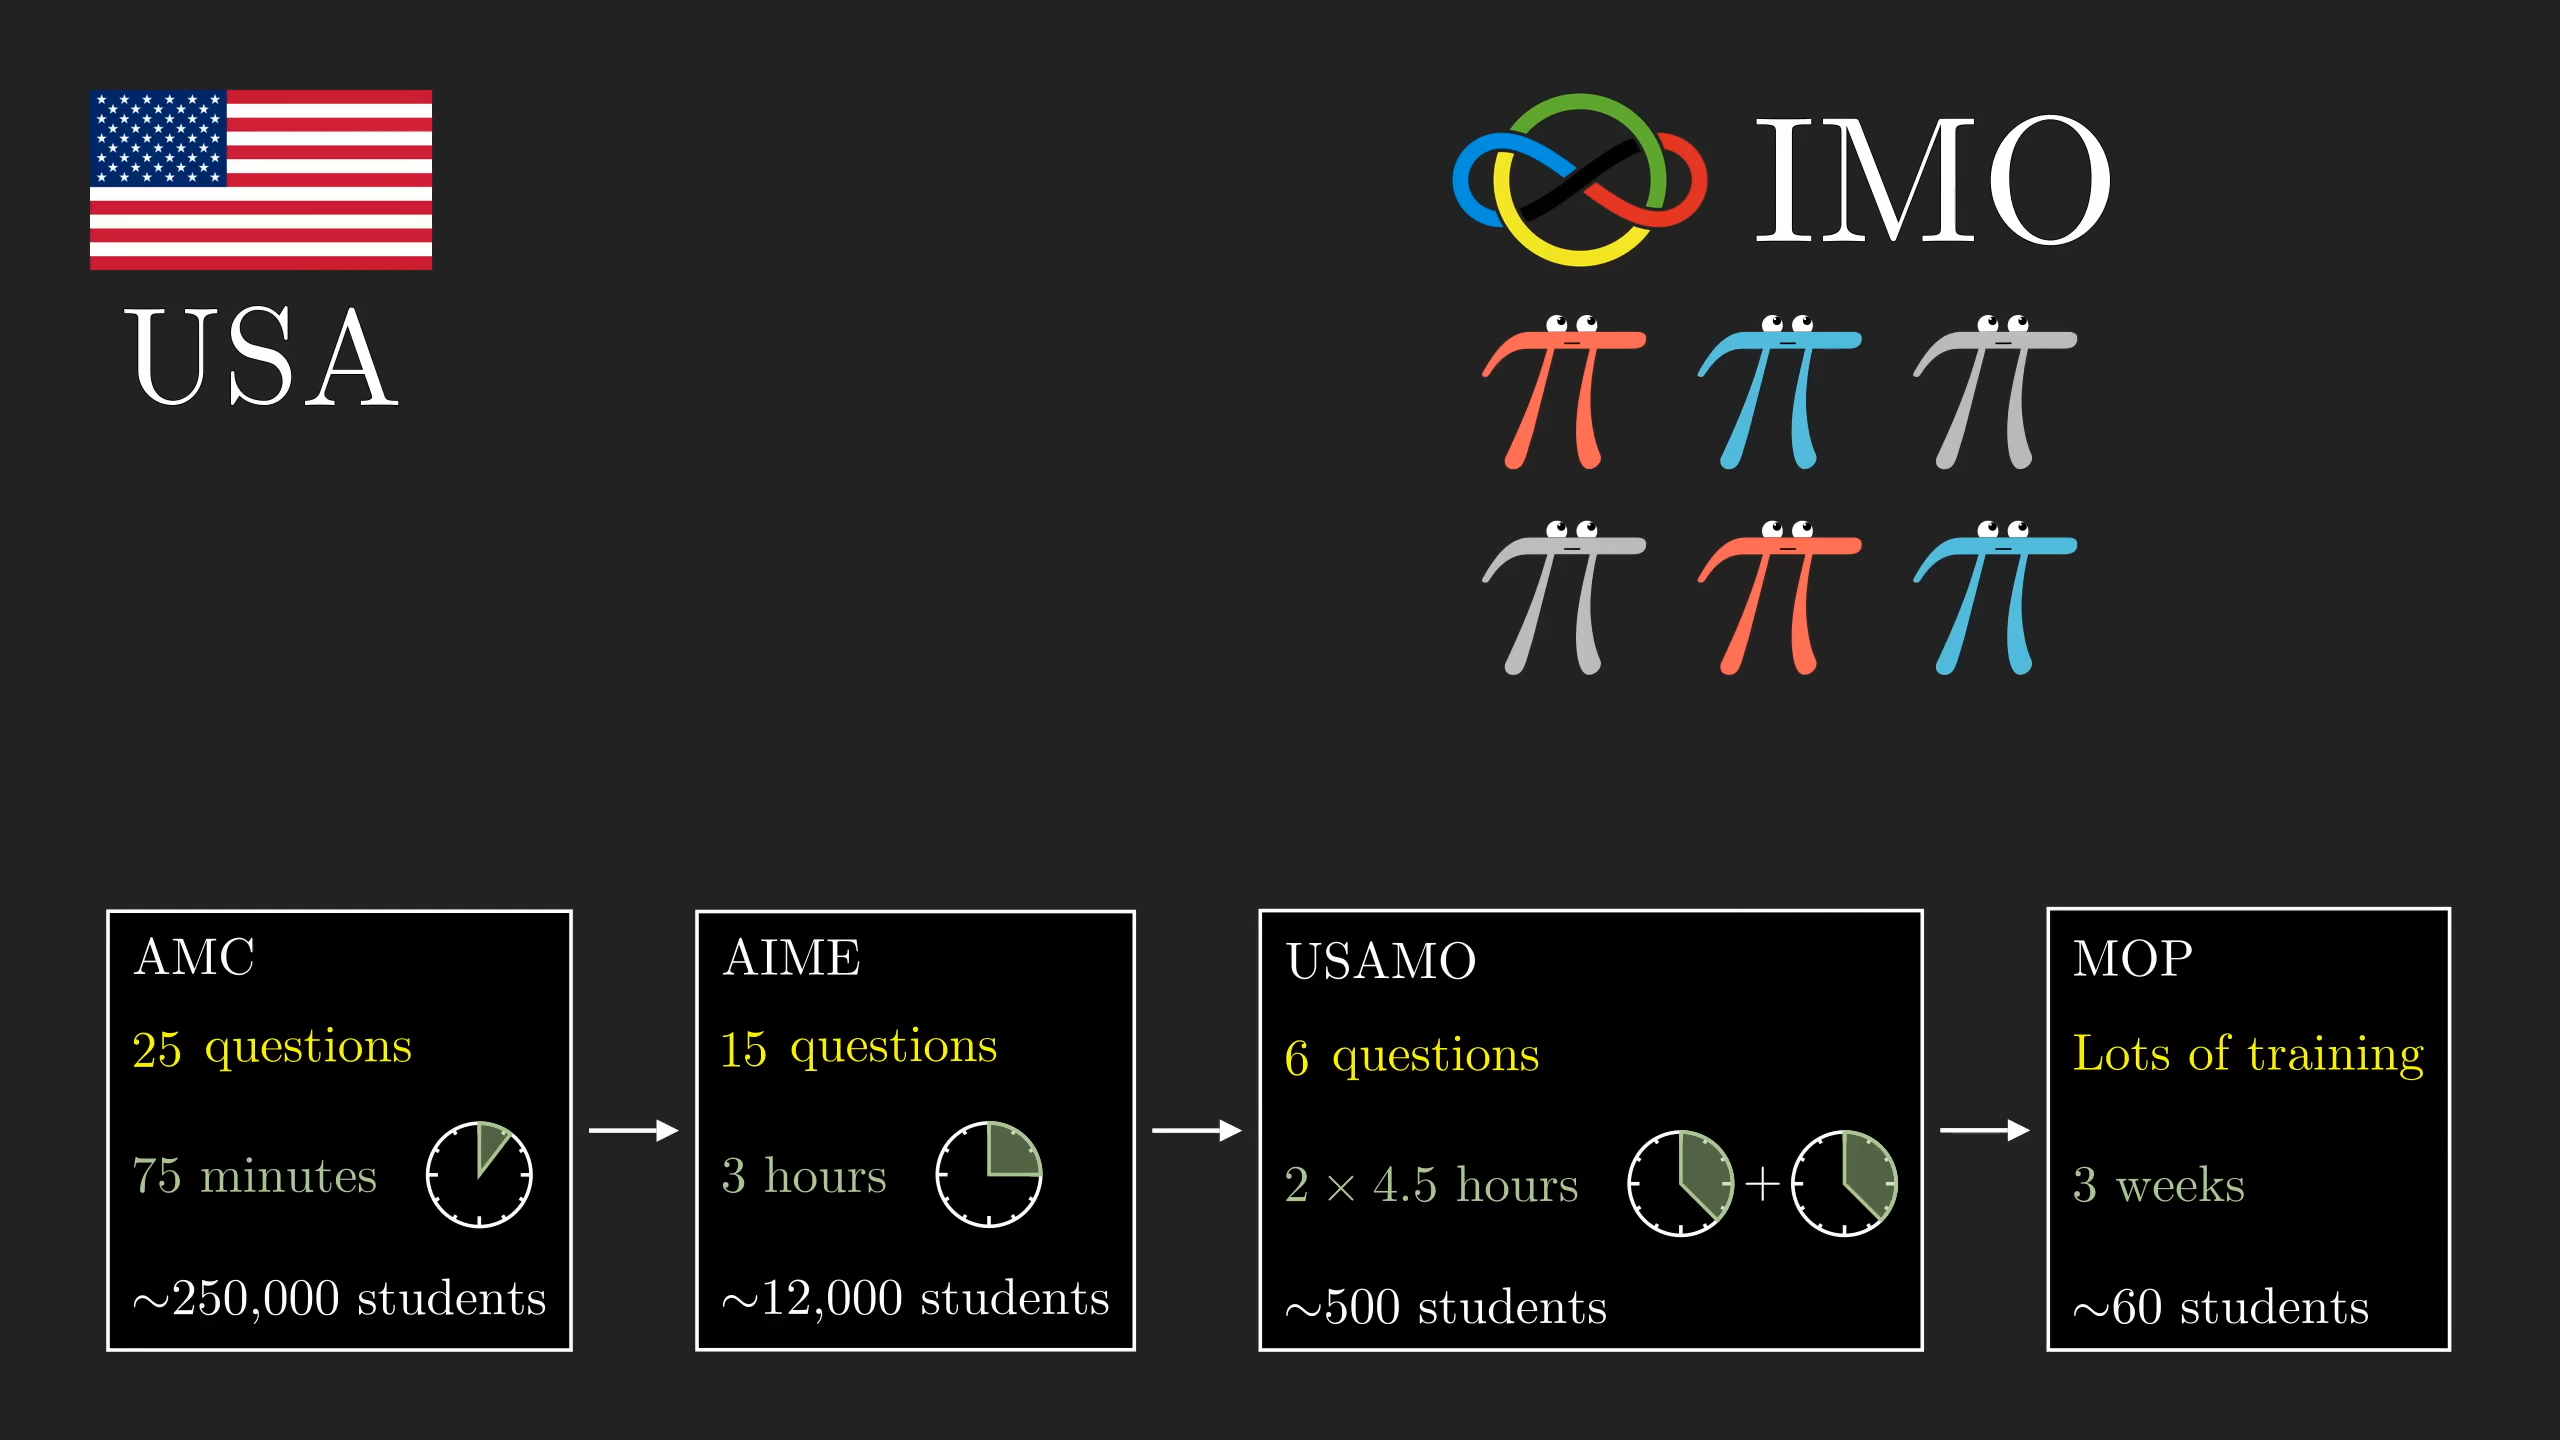 USA
IMO
AMC
25 questions
75 minutes
~250,000 students
AIME
15 questions
3 hours
~12,000 students
USAMO
6 questions
2 × 4.5 hours
+
~500 students
MOP
Lots of training
3 weeks
~60 students